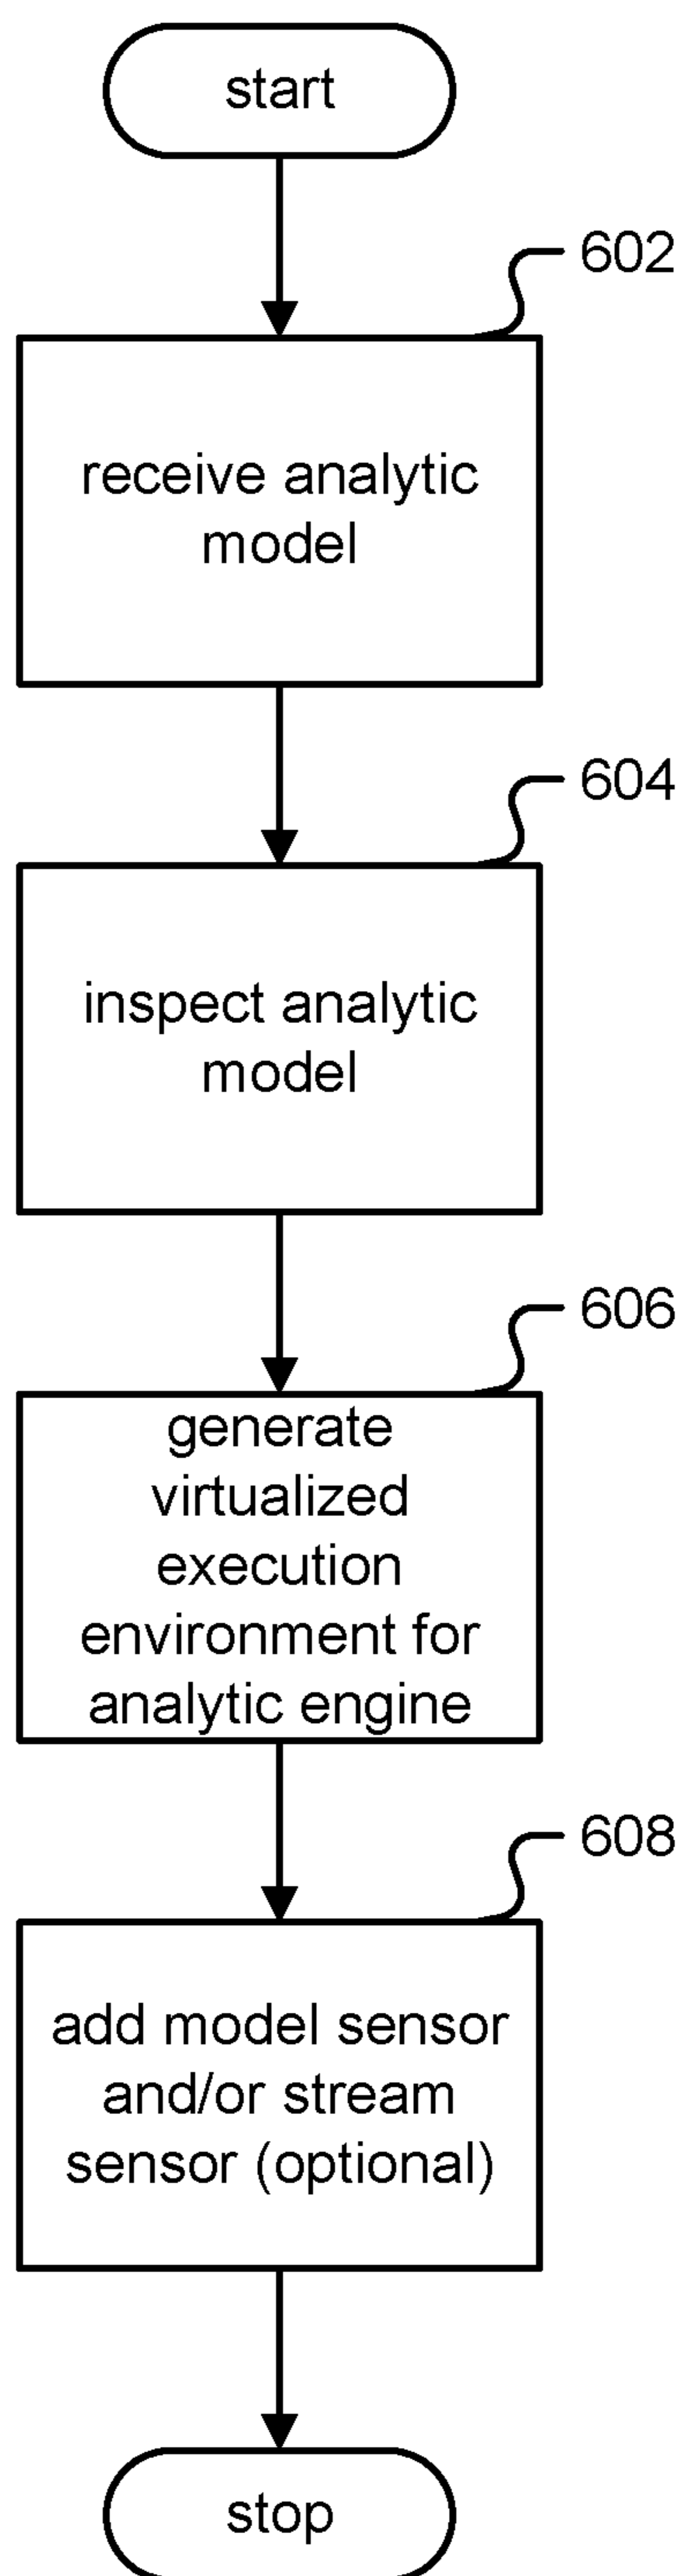 start
602
receive analytic
model
604
inspect analytic
model
606
generate
virtualized
execution
environment for
analytic engine
608
add model sensor
and/or stream
sensor (optional)
stop